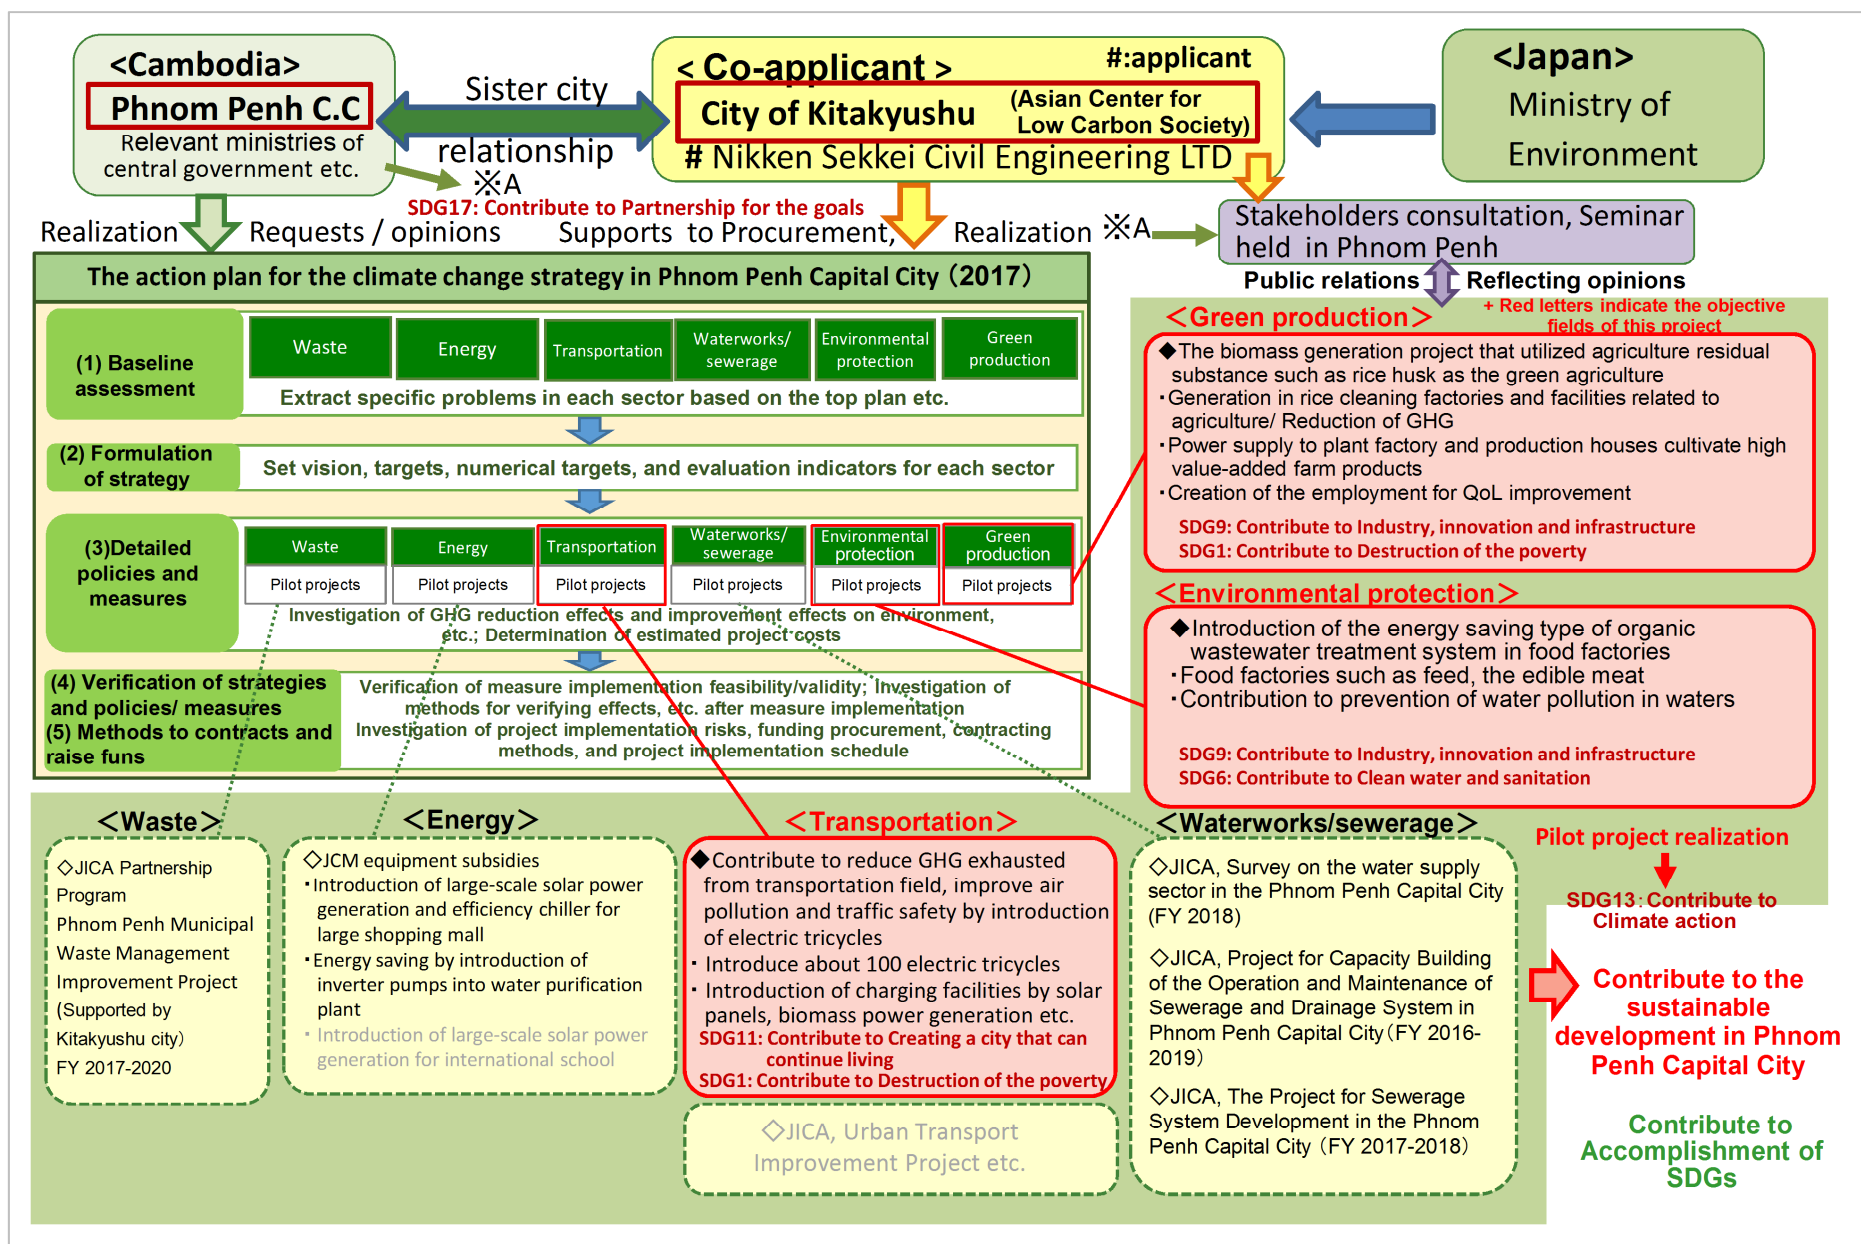 <Cambodia>
Phnom Penh C.C
Relevant ministries of
central government etc.
Sister city
relationship
※A
SDG17: Contribute to Partnership for the goals
< Co-applicant >
#:applicant
City of Kitakyushu
(Asian Center for
Low Carbon Society)
# Nikken Sekkei Civil Engineering LTD
<Japan>
Ministry of
Environment
Realization
Requests / opinions
Supports to Procurement,
Realization ※A
Stakeholders consultation, Seminar
held in Phnom Penh
Public relations
Reflecting opinions
The action plan for the climate change strategy in Phnom Penh Capital City（2017）
(1) Baseline
assessment
Waste
Energy
Transportation
Waterworks/
sewerage
Environmental
protection
Green
production
Extract specific problems in each sector based on the top plan etc.
(2) Formulation
of strategy
Set vision, targets, numerical targets, and evaluation indicators for each sector
(3)Detailed
policies and
measures
Waste
Energy
Transportation
Waterworks/
sewerage
Environmental
protection
Green
production
Pilot projects
Pilot projects
Pilot projects
Pilot projects
Pilot projects
Pilot projects
Investigation of GHG reduction effects and improvement effects on environment,
etc.; Determination of estimated project costs
(4) Verification of strategies
and policies/ measures
(5) Methods to contracts and
raise funs
Verification of measure implementation feasibility/validity; Investigation of
methods for verifying effects, etc. after measure implementation
Investigation of project implementation risks, funding procurement, contracting
methods, and project implementation schedule
＜Green production＞
+ Red letters indicate the objective
fields of this project
◆The biomass generation project that utilized agriculture residual
substance such as rice husk as the green agriculture
・Generation in rice cleaning factories and facilities related to
agriculture/ Reduction of GHG
・Power supply to plant factory and production houses cultivate high
value-added farm products
・Creation of the employment for QoL improvement
SDG9: Contribute to Industry, innovation and infrastructure
SDG1: Contribute to Destruction of the poverty
＜Environmental protection＞
◆Introduction of the energy saving type of organic
wastewater treatment system in food factories
・Food factories such as feed, the edible meat
・Contribution to prevention of water pollution in waters
SDG9: Contribute to Industry, innovation and infrastructure
SDG6: Contribute to Clean water and sanitation
＜Waste＞
◇JICA Partnership
Program
Phnom Penh Municipal
Waste Management
Improvement Project
(Supported by
Kitakyushu city）
FY 2017-2020
＜Energy＞
◇JCM equipment subsidies
・Introduction of large-scale solar power
generation and efficiency chiller for
large shopping mall
・Energy saving by introduction of
inverter pumps into water purification
plant
・Introduction of large-scale solar power
generation for international school
＜Transportation＞
◆Contribute to reduce GHG exhausted
from transportation field, improve air
pollution and traffic safety by introduction
of electric tricycles
・ Introduce about 100 electric tricycles
・ Introduction of charging facilities by solar
panels, biomass power generation etc.
SDG11: Contribute to Creating a city that can
continue living
SDG1: Contribute to Destruction of the poverty
◇JICA, Urban Transport
Improvement Project etc.
＜Waterworks/sewerage＞
◇JICA, Survey on the water supply
sector in the Phnom Penh Capital City
(FY 2018)
◇JICA, Project for Capacity Building
of the Operation and Maintenance of
Sewerage and Drainage System in
Phnom Penh Capital City（FY 2016-
2019）
◇JICA, The Project for Sewerage
System Development in the Phnom
Penh Capital City（FY 2017-2018）
Pilot project realization
SDG13：Contribute to
Climate action
Contribute to the
sustainable
development in Phnom
Penh Capital City
Contribute to
Accomplishment of
SDGs